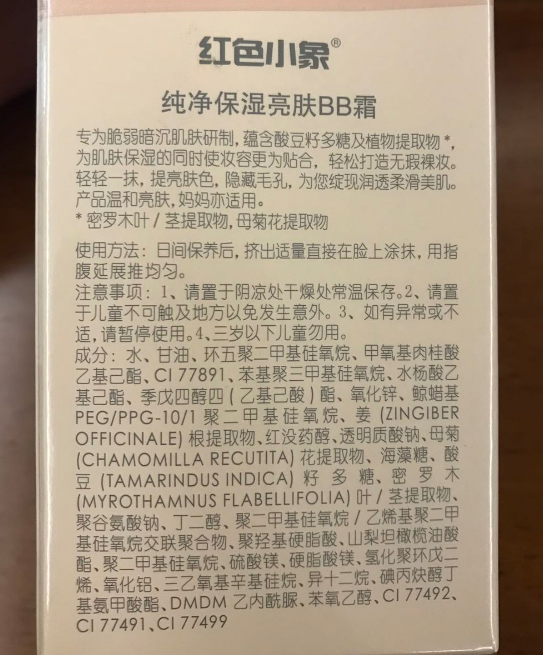 红色小象®
纯净保湿亮肤BB霜
专为脆弱暗沉肌肤研制,蕴含酸豆籽多糖及植物提取物*,
为肌肤保湿的同时使妆容更为贴合,轻松打造无瑕裸妆。
轻轻一抹,提亮肤色,隐藏毛孔,为您绽现润透柔滑美肌。
产品温和亮肤,妈妈亦适用。
*密罗木叶/茎提取物,母菊花提取物
使用方法:日间保养后,挤出适量直接在脸上涂抹,用指
腹延展推均匀。
注意事项:1、请置于阴凉处干燥处常温保存。2、请置
于儿童不可触及地方以免发生意外。3、如有异常或不
适,请暂停使用。4、三岁以下儿童勿用。
成分:水、甘油、环五聚二甲基硅氧烷、甲氧基肉桂酸
乙基己酯、CI 77891、苯基聚三甲基硅氧烷、水杨酸乙
基己酯、季戊四醇四(乙基己酸)酯、氧化锌、鲸蜡基
PEG/PPG-10/1 聚二甲基硅氧烷、姜(ZINGIBER
OFFICINALE)根提取物、红没药醇、透明质酸钠、母菊
(CHAMOMILLA RECUTITA)花提取物、海藻糖、酸
豆(TAMARINDUS INDICA)籽多糖、密罗木
(MYROTHAMNUS FLABELLIFOLIA)叶/茎提取物、
聚谷氨酸钠、丁二醇、聚二甲基硅氧烷/乙烯基聚二甲
基硅氧烷交联聚合物、聚羟基硬脂酸、山梨坦橄榄油酸
酯、聚二甲基硅氧烷、硫酸镁、硬脂酸镁、氢化聚环戊二
烯、氧化铝、三乙氧基辛基硅烷、异十二烷、碘丙炔醇丁
基氨甲酸酯、DMDM 乙内酰脲、苯氧乙醇、CI 77492、
CI 77491、CI 77499